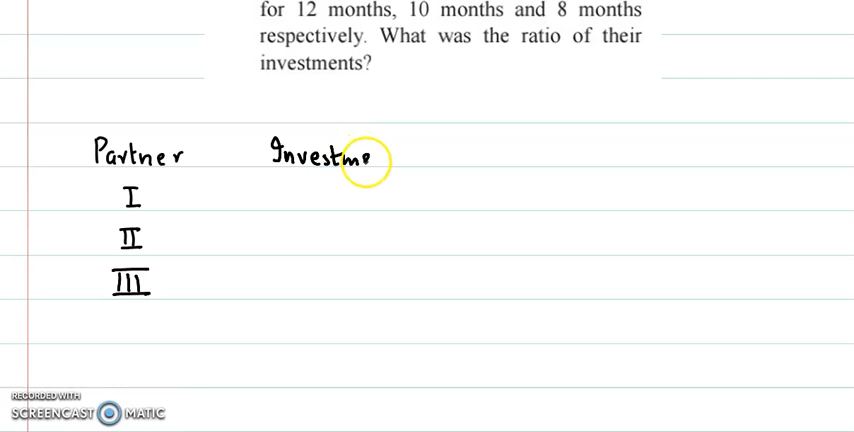 for 12 months, 10 months and 8 months
respectively. What was the ratio of their
investments?
Partner Investme
I
II
III
RECORDED WITH
SCREENCAST MATIC